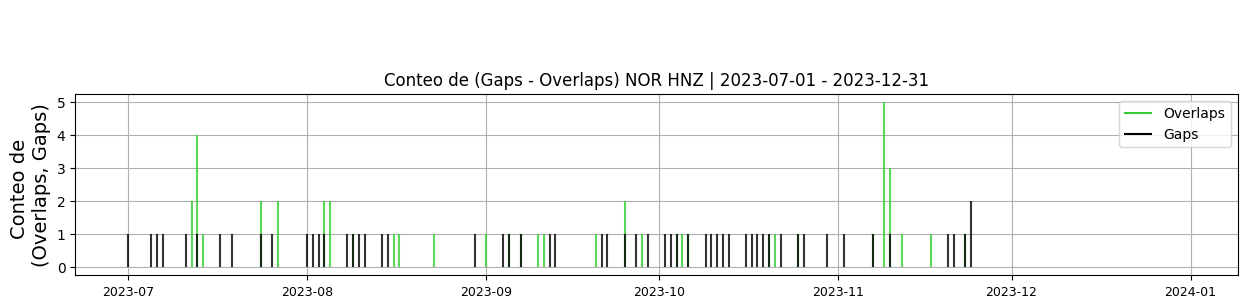 Conteo de (Gaps - Overlaps) NOR HNZ | 2023-07-01 - 2023-12-31
Conteo de
(Overlaps, Gaps)
5
4
3
2
1
0
Overlaps
Gaps
2023-07
2023-08
2023-09
2023-10
2023-11
2023-12
2024-01